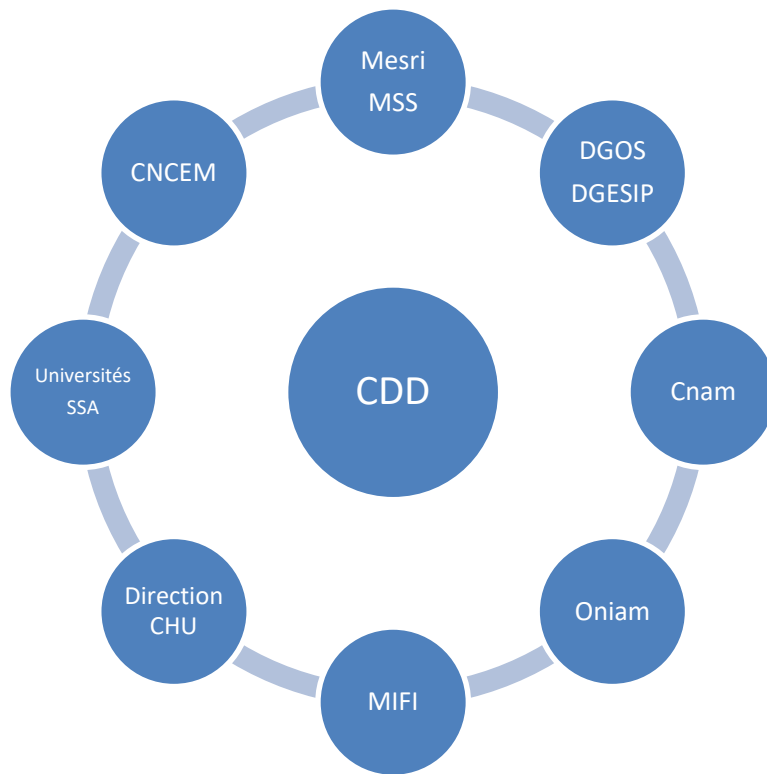 Mesri
MSS
DGOS
DGESIP
CNCEM
CDD
Universités
SSA
Cnam
Direction
CHU
Oniam
MIFI